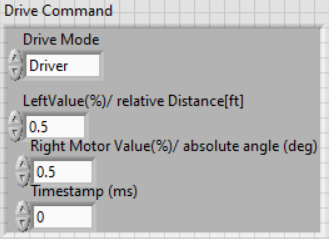 Drive Command
Drive Mode
Driver
LeftValue(%)/ relative Distance[ft]
0.5
Right Motor Value(%)/ absolute angle (deg)
0.5
Timestamp (ms)
0